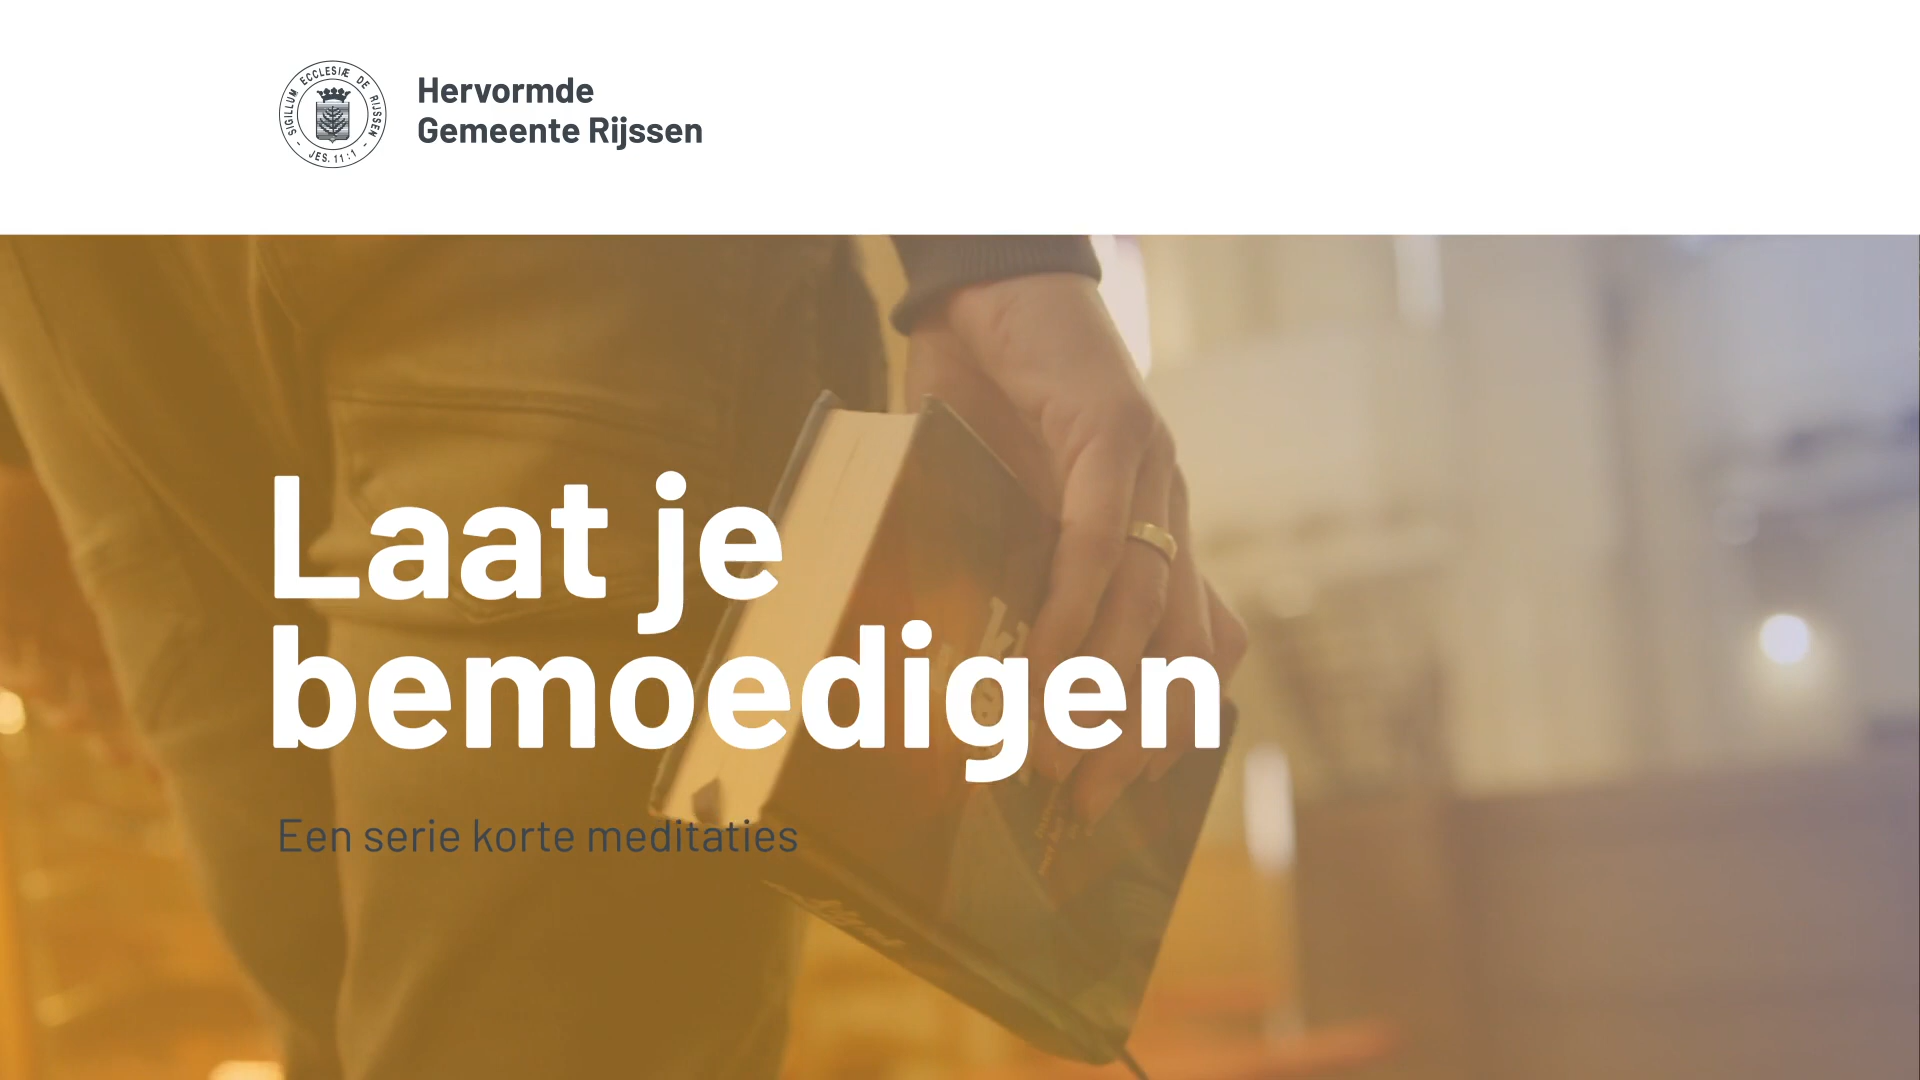 SIGILLUM ECCLESIÆ DE RIJSSEN
- JES. 11:1 -
Hervormde
Gemeente Rijssen
Laat je
bemoedigen
Een serie korte meditaties